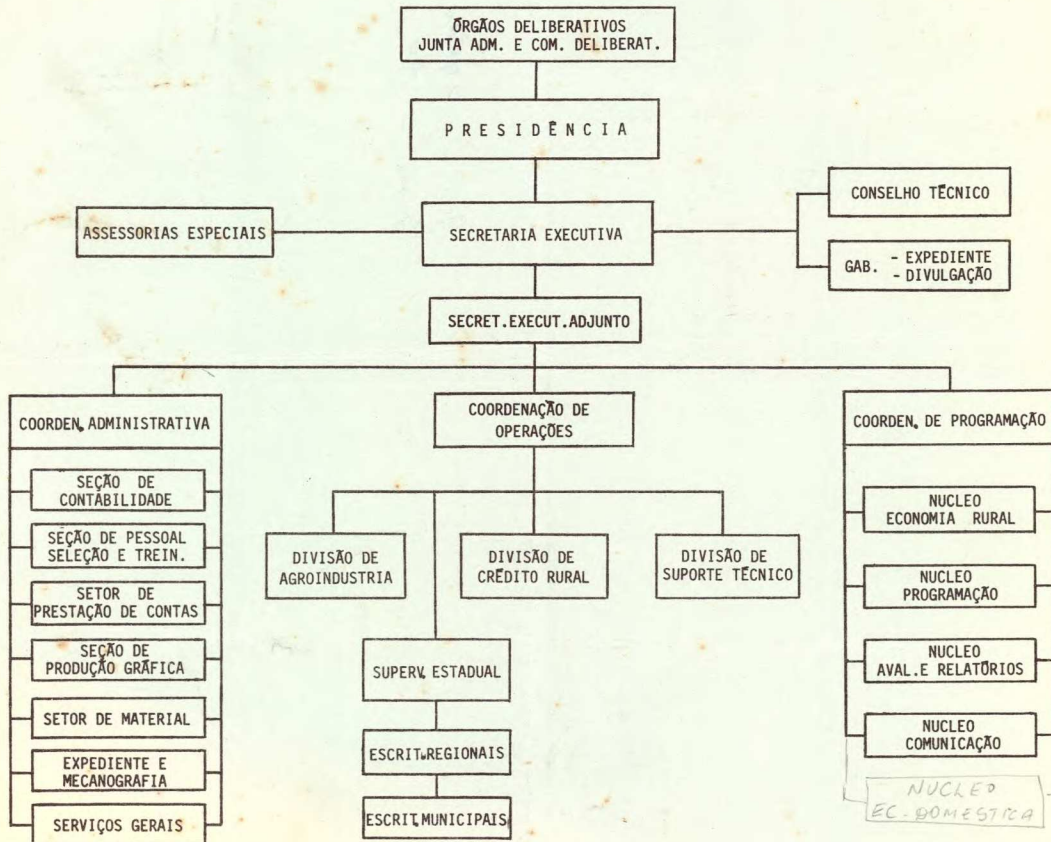 ÓRGÃOS DELIBERATIVOS
JUNTA ADM. E COM. DELIBERAT.
PRESIDÊNCIA
CONSELHO TÉCNICO
ASSESSORIAS ESPECIAIS
SECRETARIA EXECUTIVA
GAB. - EXPEDIENTE
- DIVULGAÇÃO
SECRET.EXECUT.ADJUNTO
COORDEN. ADMINISTRATIVA
SEÇÃO DE
CONTABILIDADE
SEÇÃO DE PESSOAL
SELEÇÃO E TREIN.
SETOR DE
PRESTAÇÃO DE CONTAS
SEÇÃO DE
PRODUÇÃO GRÁFICA
SETOR DE MATERIAL
EXPEDIENTE E
MECANOGRAFIA
SERVIÇOS GERAIS
COORDENAÇÃO DE
OPERAÇÕES
DIVISÃO DE
AGROINDUSTRIA
DIVISÃO DE
CRÉDITO RURAL
DIVISÃO DE
SUPORTE TÉCNICO
SUPERV. ESTADUAL
ESCRIT.REGIONAIS
ESCRIT.MUNICIPAIS
COORDEN. DE PROGRAMAÇÃO
NUCLEO
ECONOMIA RURAL
NUCLEO
PROGRAMAÇÃO
NUCLEO
AVAL.E RELATÓRIOS
NUCLEO
COMUNICAÇÃO
NUCLEO
EC. DOMESTICA